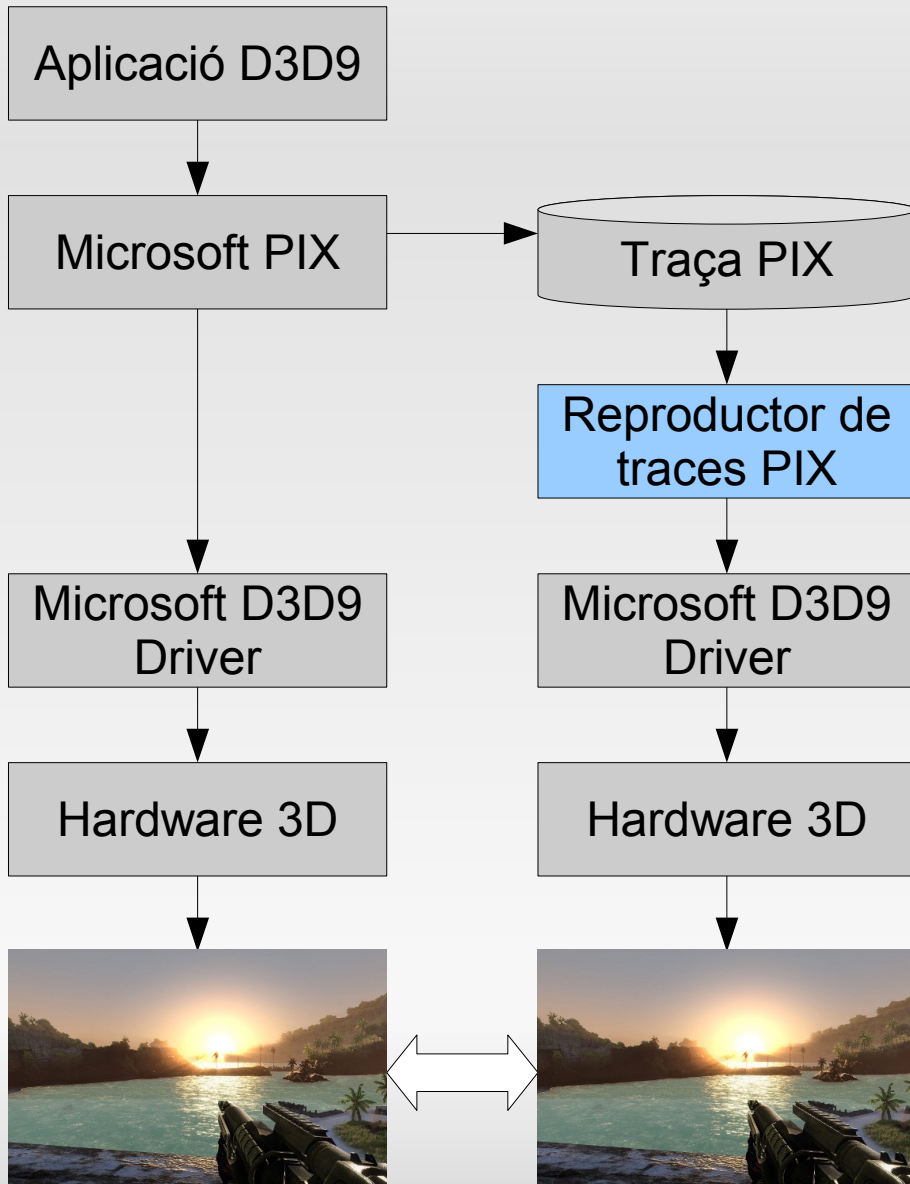 Aplicació D3D9
Microsoft PIX
Traça PIX
Reproductor de
traces PIX
Microsoft D3D9
Driver
Microsoft D3D9
Driver
Hardware 3D
Hardware 3D